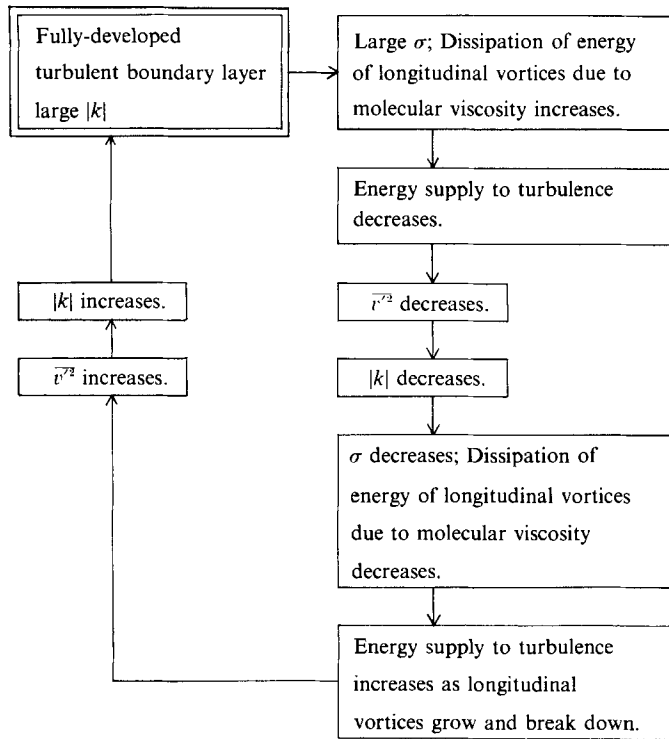 Fully-developed
turbulent boundary layer
large |k|
Large σ; Dissipation of energy
of longitudinal vortices due to
molecular viscosity increases.
Energy supply to turbulence
decreases.
v′² decreases.
|k| decreases.
σ decreases; Dissipation of
energy of longitudinal vortices
due to molecular viscosity
decreases.
Energy supply to turbulence
increases as longitudinal
vortices grow and break down.
v′² increases.
|k| increases.